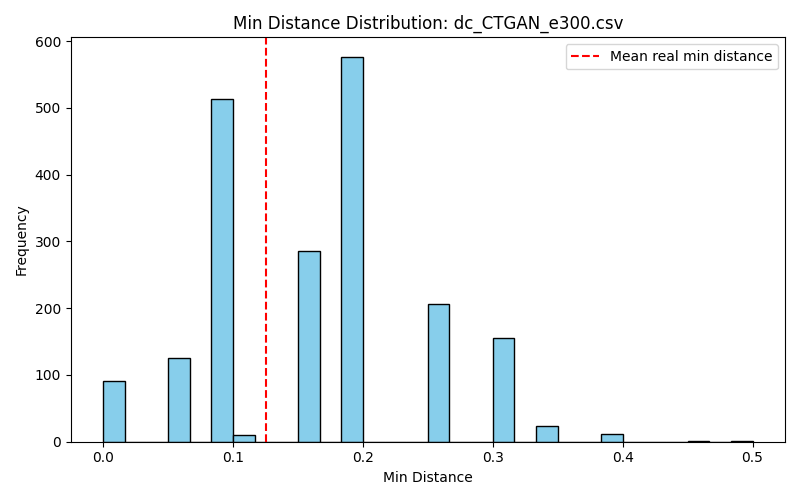 Min Distance Distribution: dc_CTGAN_e300.csv
Mean real min distance
Frequency
600
500
400
300
200
100
0
0.0 0.1 0.2 0.3 0.4 0.5
Min Distance